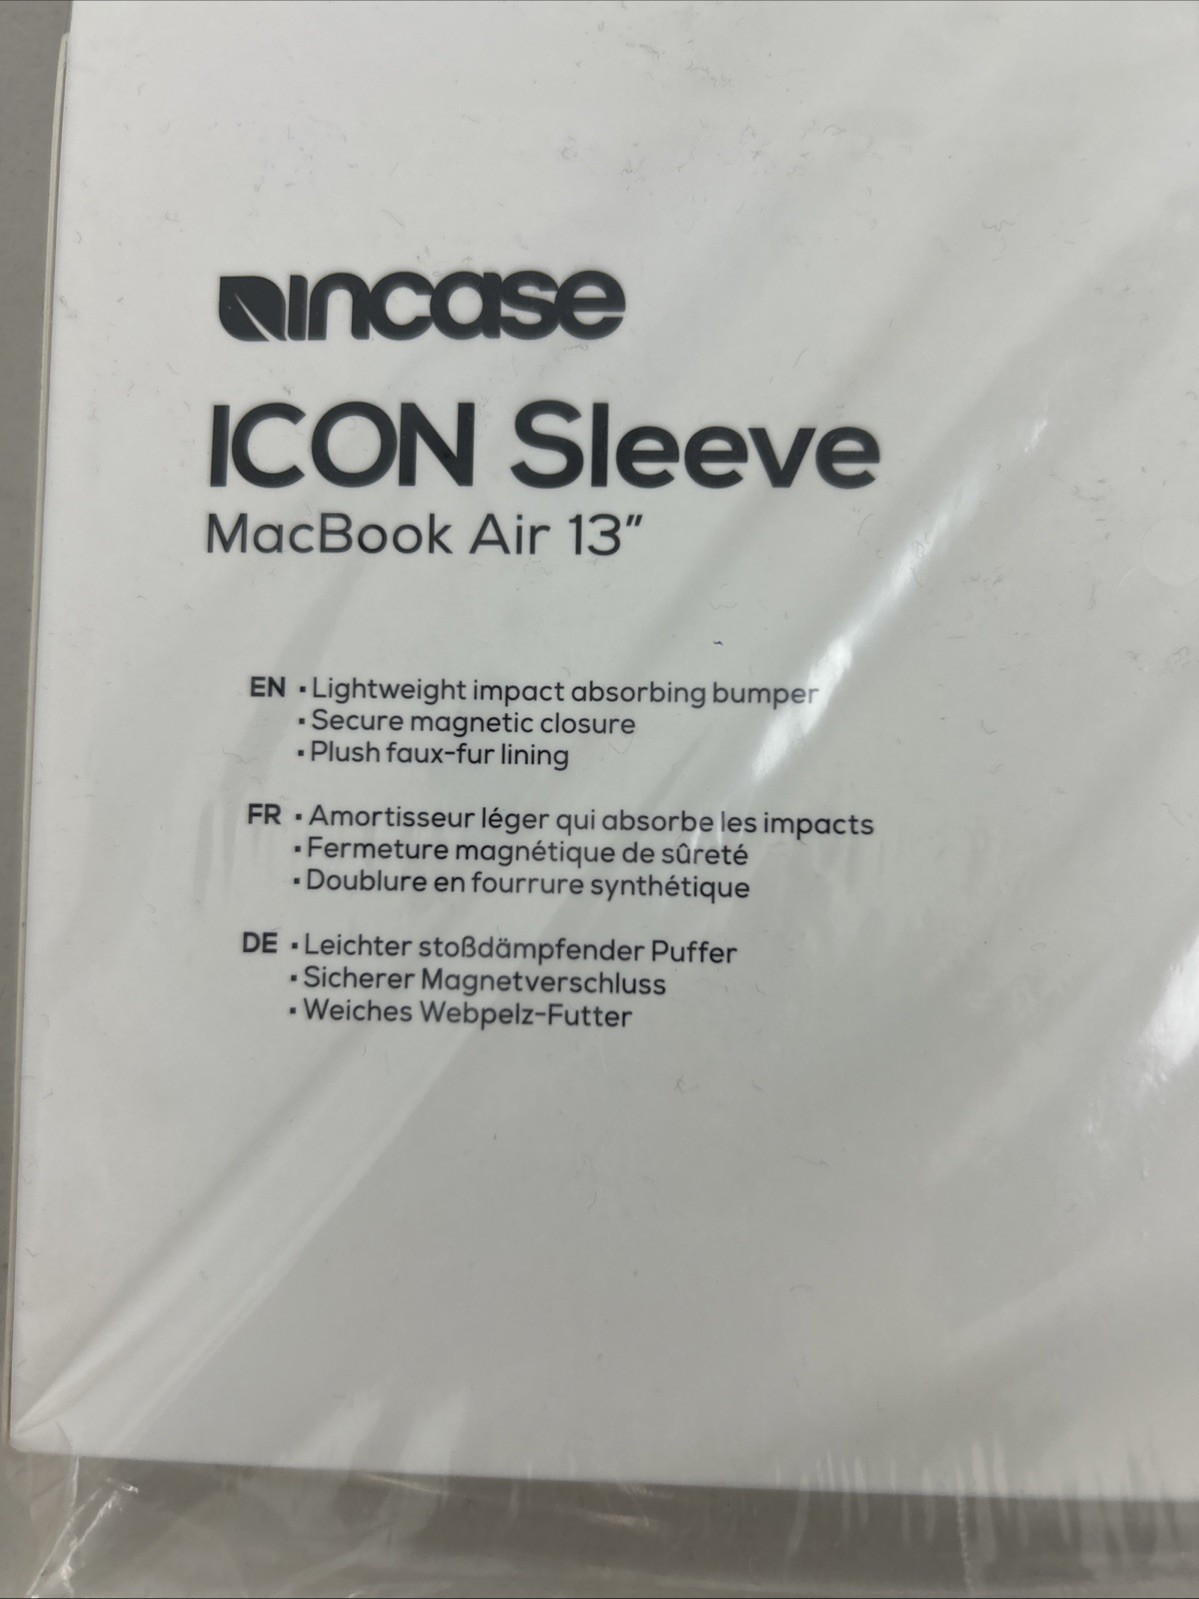 incase
ICON Sleeve
MacBook Air 13”
EN ▪ Lightweight impact absorbing bumper
▪ Secure magnetic closure
▪ Plush faux-fur lining
FR ▪ Amortisseur léger qui absorbe les impacts
▪ Fermeture magnétique de sûreté
▪ Doublure en fourrure synthétique
DE ▪ Leichter stoßdämpfender Puffer
▪ Sicherer Magnetverschluss
▪ Weiches Webpelz-Futter